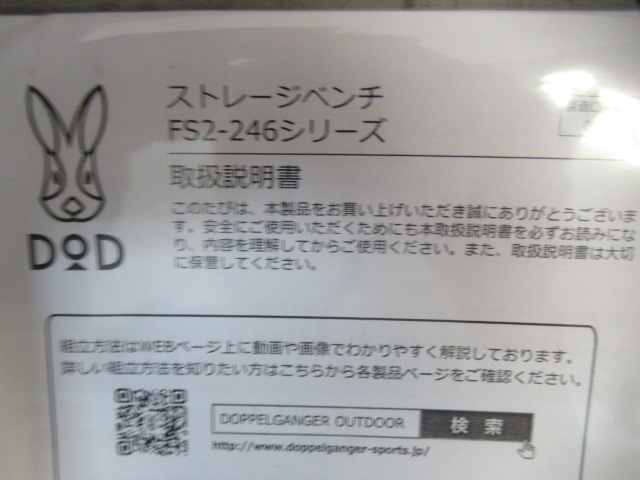 ストレージベンチ
FS2-246シリーズ
取扱説明書
このたびは、本製品をお買い上げいただき誠にありがとうございま
す。安全にご使用いただくためにも本取扱説明書を必ずお読みにな
り、内容を理解してからご使用ください。また、取扱説明書は大切
に保管してください。
DOD
組立方法はWEBページ上に動画や画像でわかりやすく解説しております。
詳しい組立方法を知りたい方はこちらから各製品ページをご確認ください。
DOPPELGANGER OUTDOOR 検索
http://www.doppelganger-sports.jp/